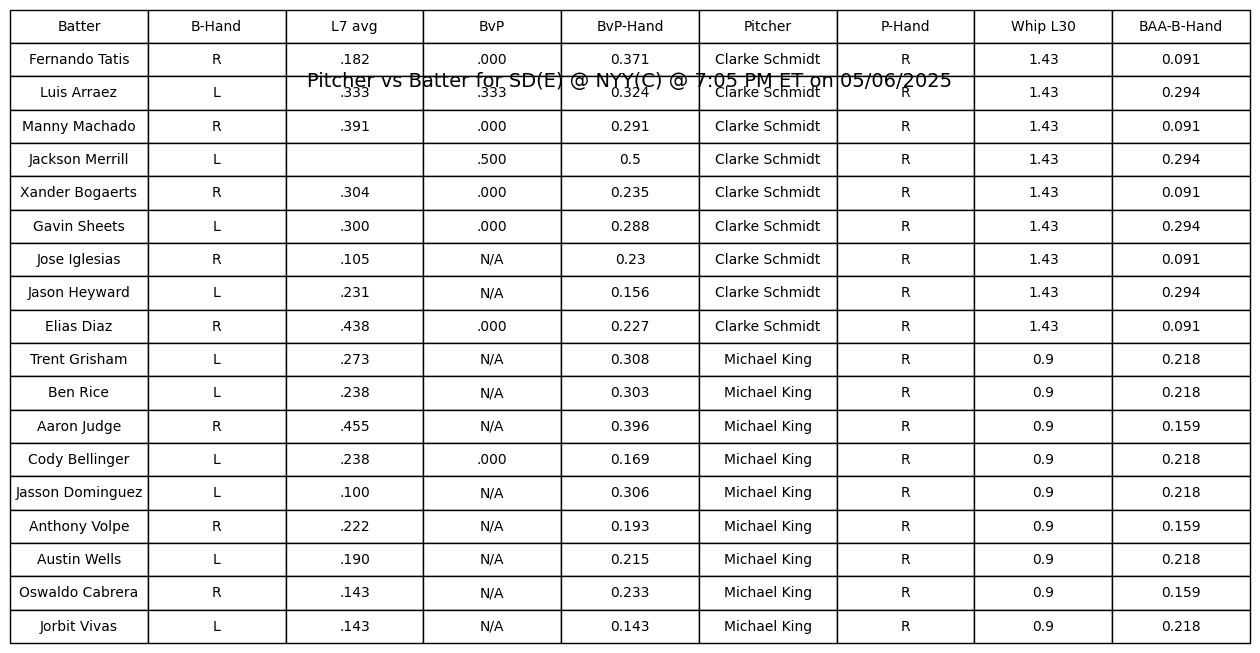 Batter B-Hand L7 avg BvP BvP-Hand Pitcher P-Hand Whip L30 BAA-B-Hand
Fernando Tatis R .182 .000 0.371 Clarke Schmidt R 1.43 0.091
Pitcher vs Batter for SD(E) @ NYY(C) @ 7:05 PM ET on 05/06/2025
Luis Arraez L .333 .333 0.324 Clarke Schmidt R 1.43 0.294
Manny Machado R .391 .000 0.291 Clarke Schmidt R 1.43 0.091
Jackson Merrill L .500 0.5 Clarke Schmidt R 1.43 0.294
Xander Bogaerts R .304 .000 0.235 Clarke Schmidt R 1.43 0.091
Gavin Sheets L .300 .000 0.288 Clarke Schmidt R 1.43 0.294
Jose Iglesias R .105 N/A 0.23 Clarke Schmidt R 1.43 0.091
Jason Heyward L .231 N/A 0.156 Clarke Schmidt R 1.43 0.294
Elias Diaz R .438 .000 0.227 Clarke Schmidt R 1.43 0.091
Trent Grisham L .273 N/A 0.308 Michael King R 0.9 0.218
Ben Rice L .238 N/A 0.303 Michael King R 0.9 0.218
Aaron Judge R .455 N/A 0.396 Michael King R 0.9 0.159
Cody Bellinger L .238 .000 0.169 Michael King R 0.9 0.218
Jasson Dominguez L .100 N/A 0.306 Michael King R 0.9 0.218
Anthony Volpe R .222 N/A 0.193 Michael King R 0.9 0.159
Austin Wells L .190 N/A 0.215 Michael King R 0.9 0.218
Oswaldo Cabrera R .143 N/A 0.233 Michael King R 0.9 0.159
Jorbit Vivas L .143 N/A 0.143 Michael King R 0.9 0.218